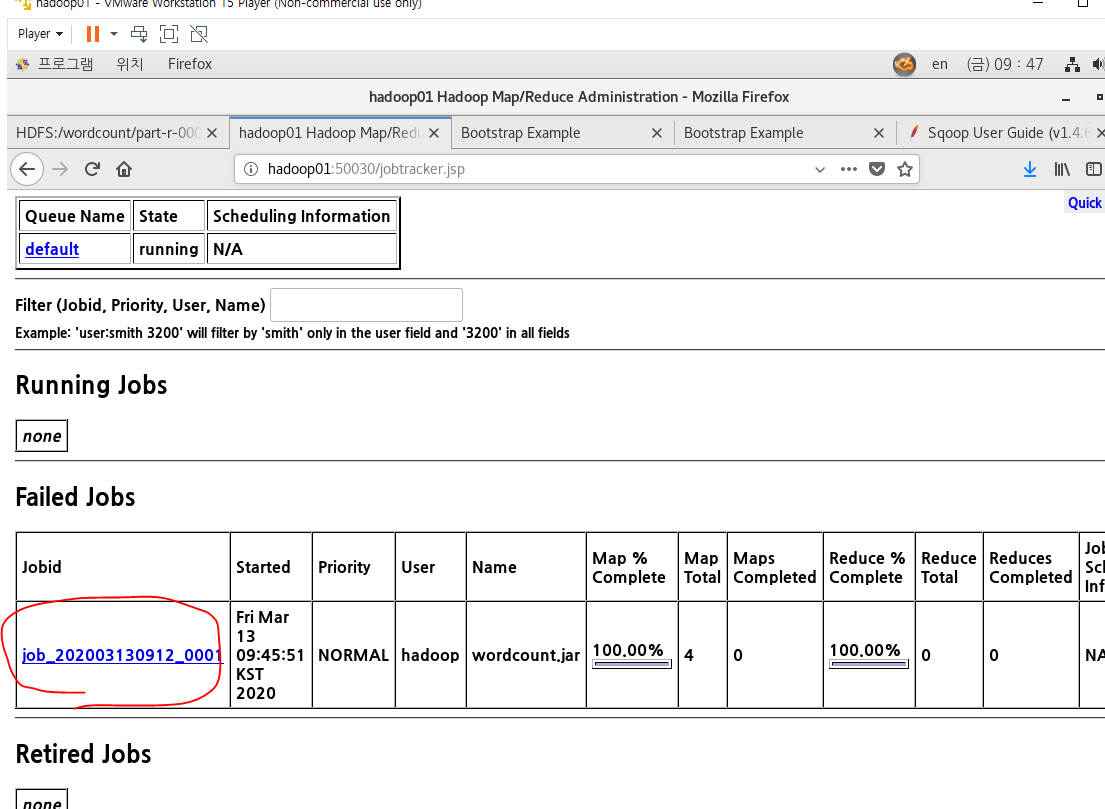 hadoop01 - VMware Workstation 15 Player (Non-commercial use only)
Player
프로그램 위치 Firefox en (금) 09 : 47
hadoop01 Hadoop Map/Reduce Administration - Mozilla Firefox
HDFS:/wordcount/part-r-000 hadoop01 Hadoop Map/Redu Bootstrap Example Bootstrap Example Sqoop User Guide (v1.4.6
hadoop01:50030/jobtracker.jsp
Quick
Queue Name State Scheduling Information
default running N/A
Filter (Jobid, Priority, User, Name)
Example: 'user:smith 3200' will filter by 'smith' only in the user field and '3200' in all fields
Running Jobs
none
Failed Jobs
Jobid Started Priority User Name Map % Complete Map Total Maps Completed Reduce % Complete Reduce Total Reduces Completed Job Sch Inf
job_202003130912_0001 Fri Mar 13 09:45:51 KST 2020 NORMAL hadoop wordcount.jar 100.00% 4 0 100.00% 0 0 NA
Retired Jobs
none